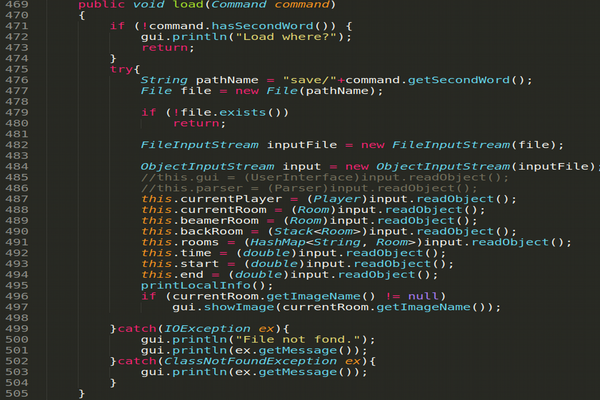 469 public void load(Command command)
470 {
471 if (!command.hasSecondWord()) {
472 gui.println("Load where?");
473 return;
474 }
475 try{
476 String pathName = "save/"+command.getSecondWord();
477 File file = new File(pathName);
478
479 if (!file.exists())
480 return;
481
482 FileInputStream inputFile = new FileInputStream(file);
483
484 ObjectInputStream input = new ObjectInputStream(inputFile);
485 //this.gui = (UserInterface)input.readObject();
486 //this.parser = (Parser)input.readObject();
487 this.currentPlayer = (Player)input.readObject();
488 this.currentRoom = (Room)input.readObject();
489 this.beamerRoom = (Room)input.readObject();
490 this.backRoom = (Stack<Room>)input.readObject();
491 this.rooms = (HashMap<String, Room>)input.readObject();
492 this.time = (double)input.readObject();
493 this.start = (double)input.readObject();
494 this.end = (double)input.readObject();
495 printLocalInfo();
496 if (currentRoom.getImageName() != null)
497 gui.showImage(currentRoom.getImageName());
498
499 }catch(IOException ex){
500 gui.println("File not fond.");
501 gui.println(ex.getMessage());
502 }catch(ClassNotFoundException ex){
503 gui.println(ex.getMessage());
504 }
505 }